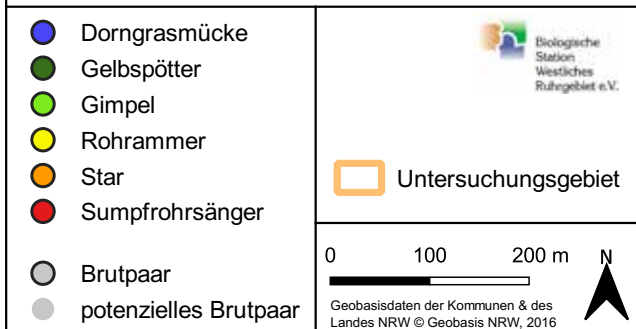 Dorngrasmücke
Gelbspötter
Gimpel
Rohrammer
Star
Sumpfrohrsänger
Brutpaar
potenzielles Brutpaar
Biologische
Station
Westliches
Ruhrgebiet e.V.
Untersuchungsgebiet
0 100 200 m N
Geobasisdaten der Kommunen & des
Landes NRW © Geobasis NRW, 2016